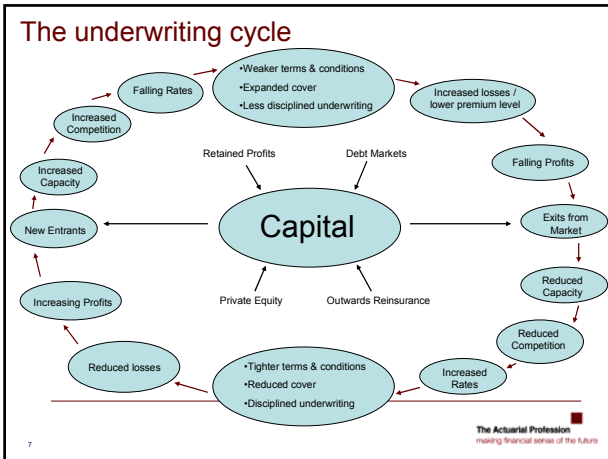 The underwriting cycle
•Weaker terms & conditions
•Expanded cover
•Less disciplined underwriting
Falling Rates
Increased losses /
lower premium level
Increased
Competition
Retained Profits
Debt Markets
Falling Profits
Increased
Capacity
Capital
New Entrants
Exits from
Market
Reduced
Capacity
Increasing Profits
Private Equity
Outwards Reinsurance
Reduced
Competition
Reduced losses
•Tighter terms & conditions
•Reduced cover
•Disciplined underwriting
Increased
Rates
The Actuarial Profession
making financial sense of the future
7